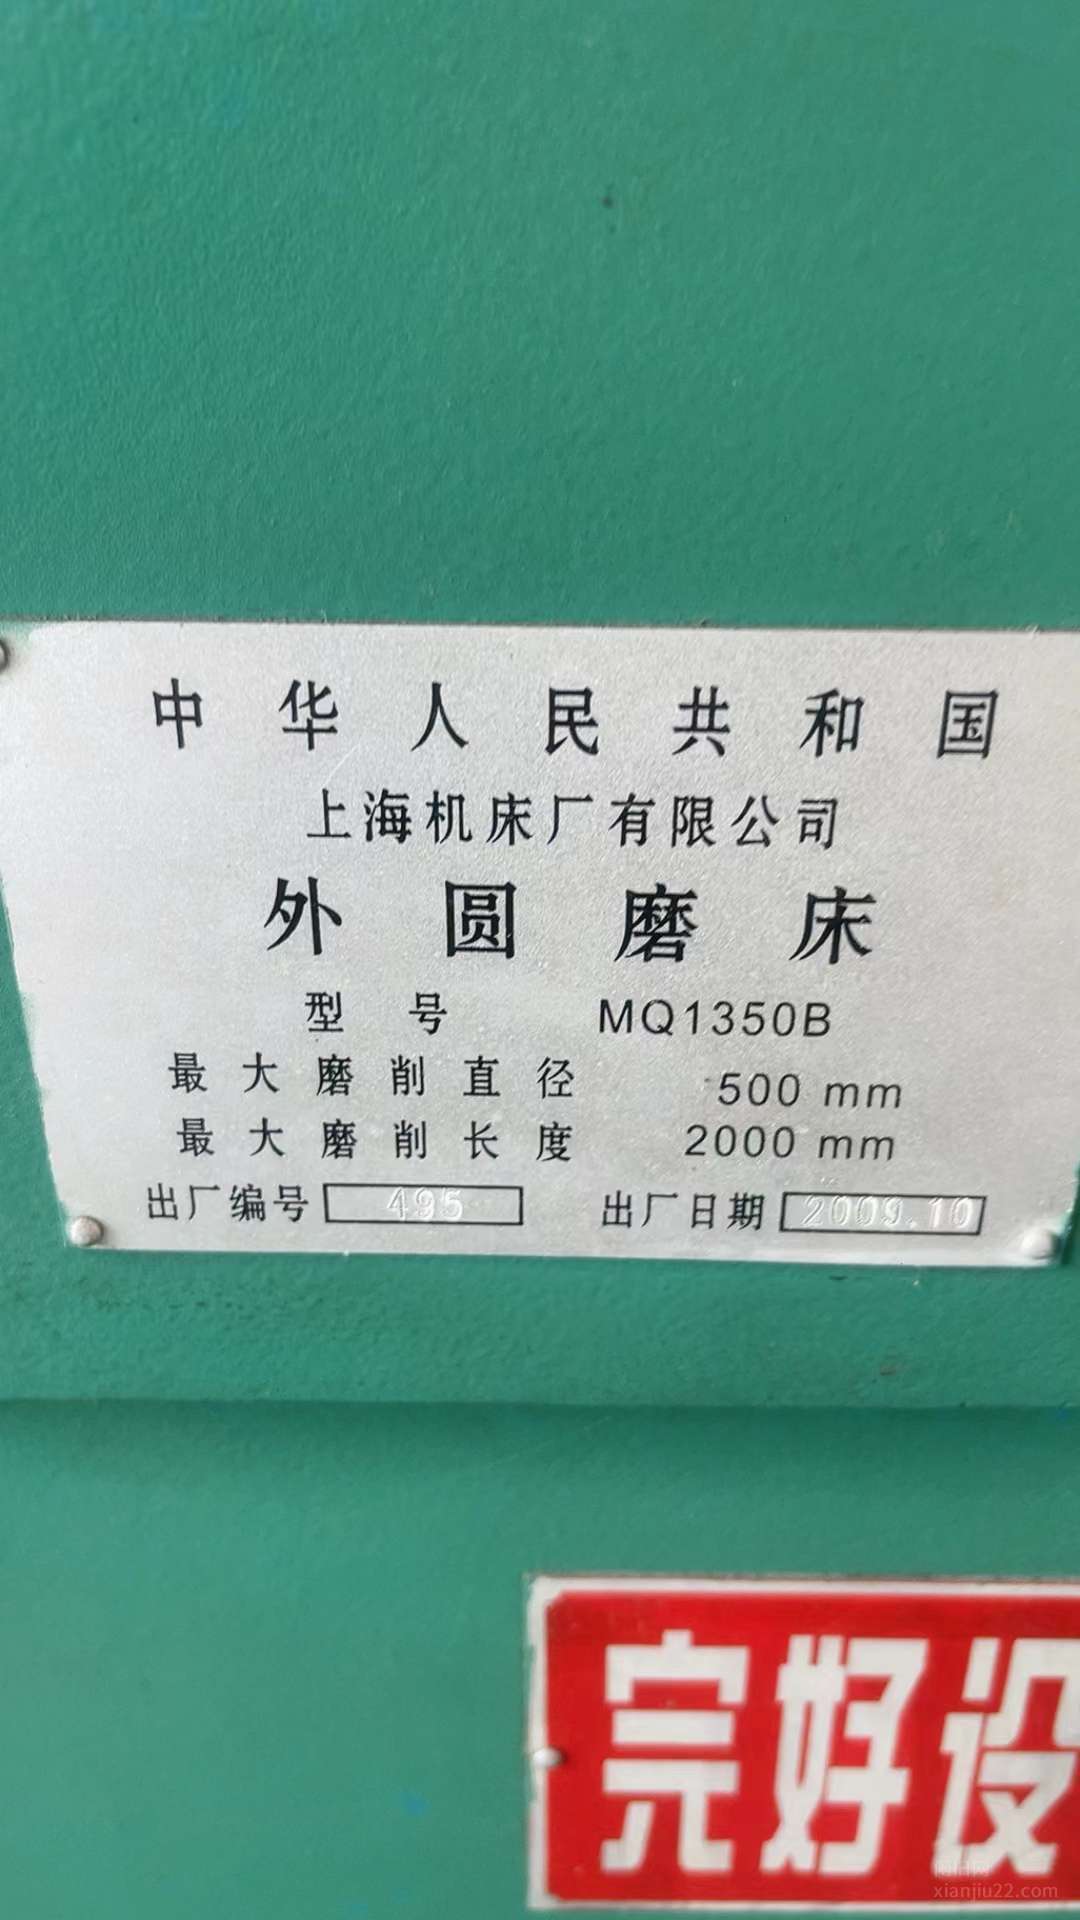 中华人民共和国
上海机床厂有限公司
外圆磨床
型号 MQ1350B
最大磨削直径 500 mm
最大磨削长度 2000 mm
出厂编号 495 出厂日期 2009.10
完好设
xianjiu22.com